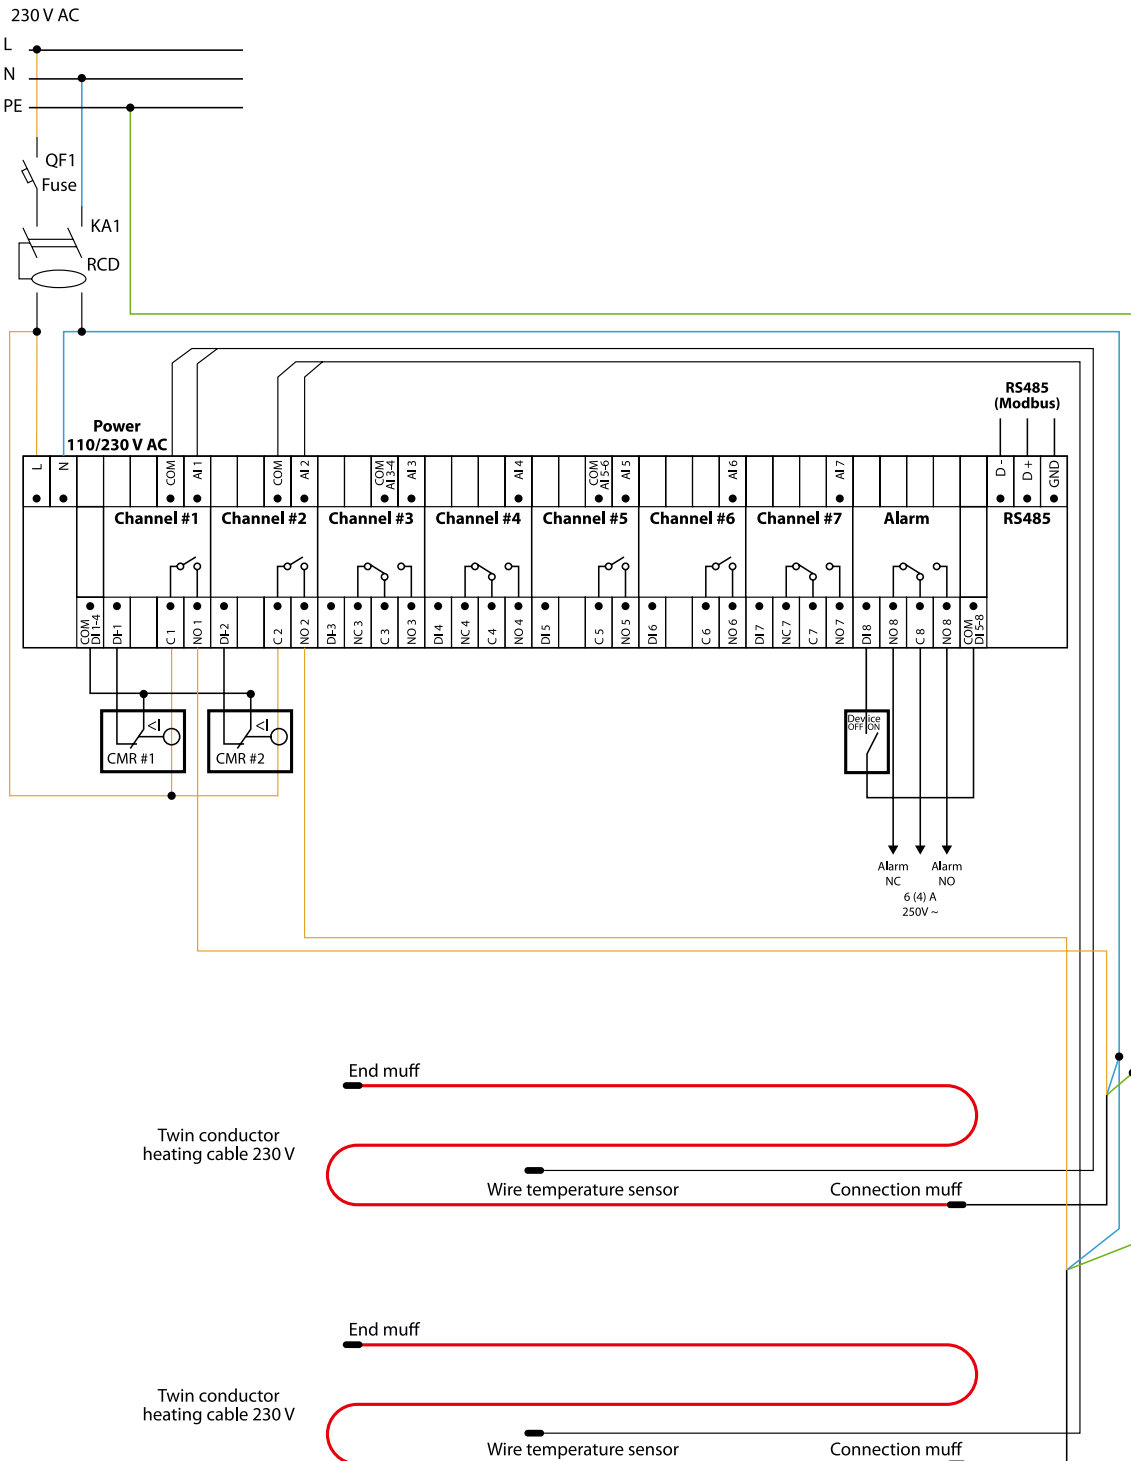 230 V AC
L
N
PE
QF1
Fuse
KA1
RCD
RS485
(Modbus)
Power
110/230 V AC
L
N
COM
AI 1
COM
AI 2
COM
AI 3-4
AI 3
AI 4
COM
AI 5-6
AI 5
AI 6
AI 7
D -
D +
GND
Channel #1
Channel #2
Channel #3
Channel #4
Channel #5
Channel #6
Channel #7
Alarm
RS485
COM
DI 1-4
DI-1
C 1
NO 1
DI-2
C 2
NO 2
DI-3
NC 3
C 3
NO 3
DI 4
NC 4
C 4
NO 4
DI 5
C 5
NO 5
DI 6
C 6
NO 6
DI 7
NC 7
C 7
NO 7
DI 8
NO 8
C 8
NO 8
COM
DI 5-8
<I
CMR #1
<I
CMR #2
Device
OFF ON
Alarm
NC
Alarm
NO
6 (4) A
250V ~
End muff
Twin conductor
heating cable 230 V
Wire temperature sensor
Connection muff
End muff
Twin conductor
heating cable 230 V
Wire temperature sensor
Connection muff